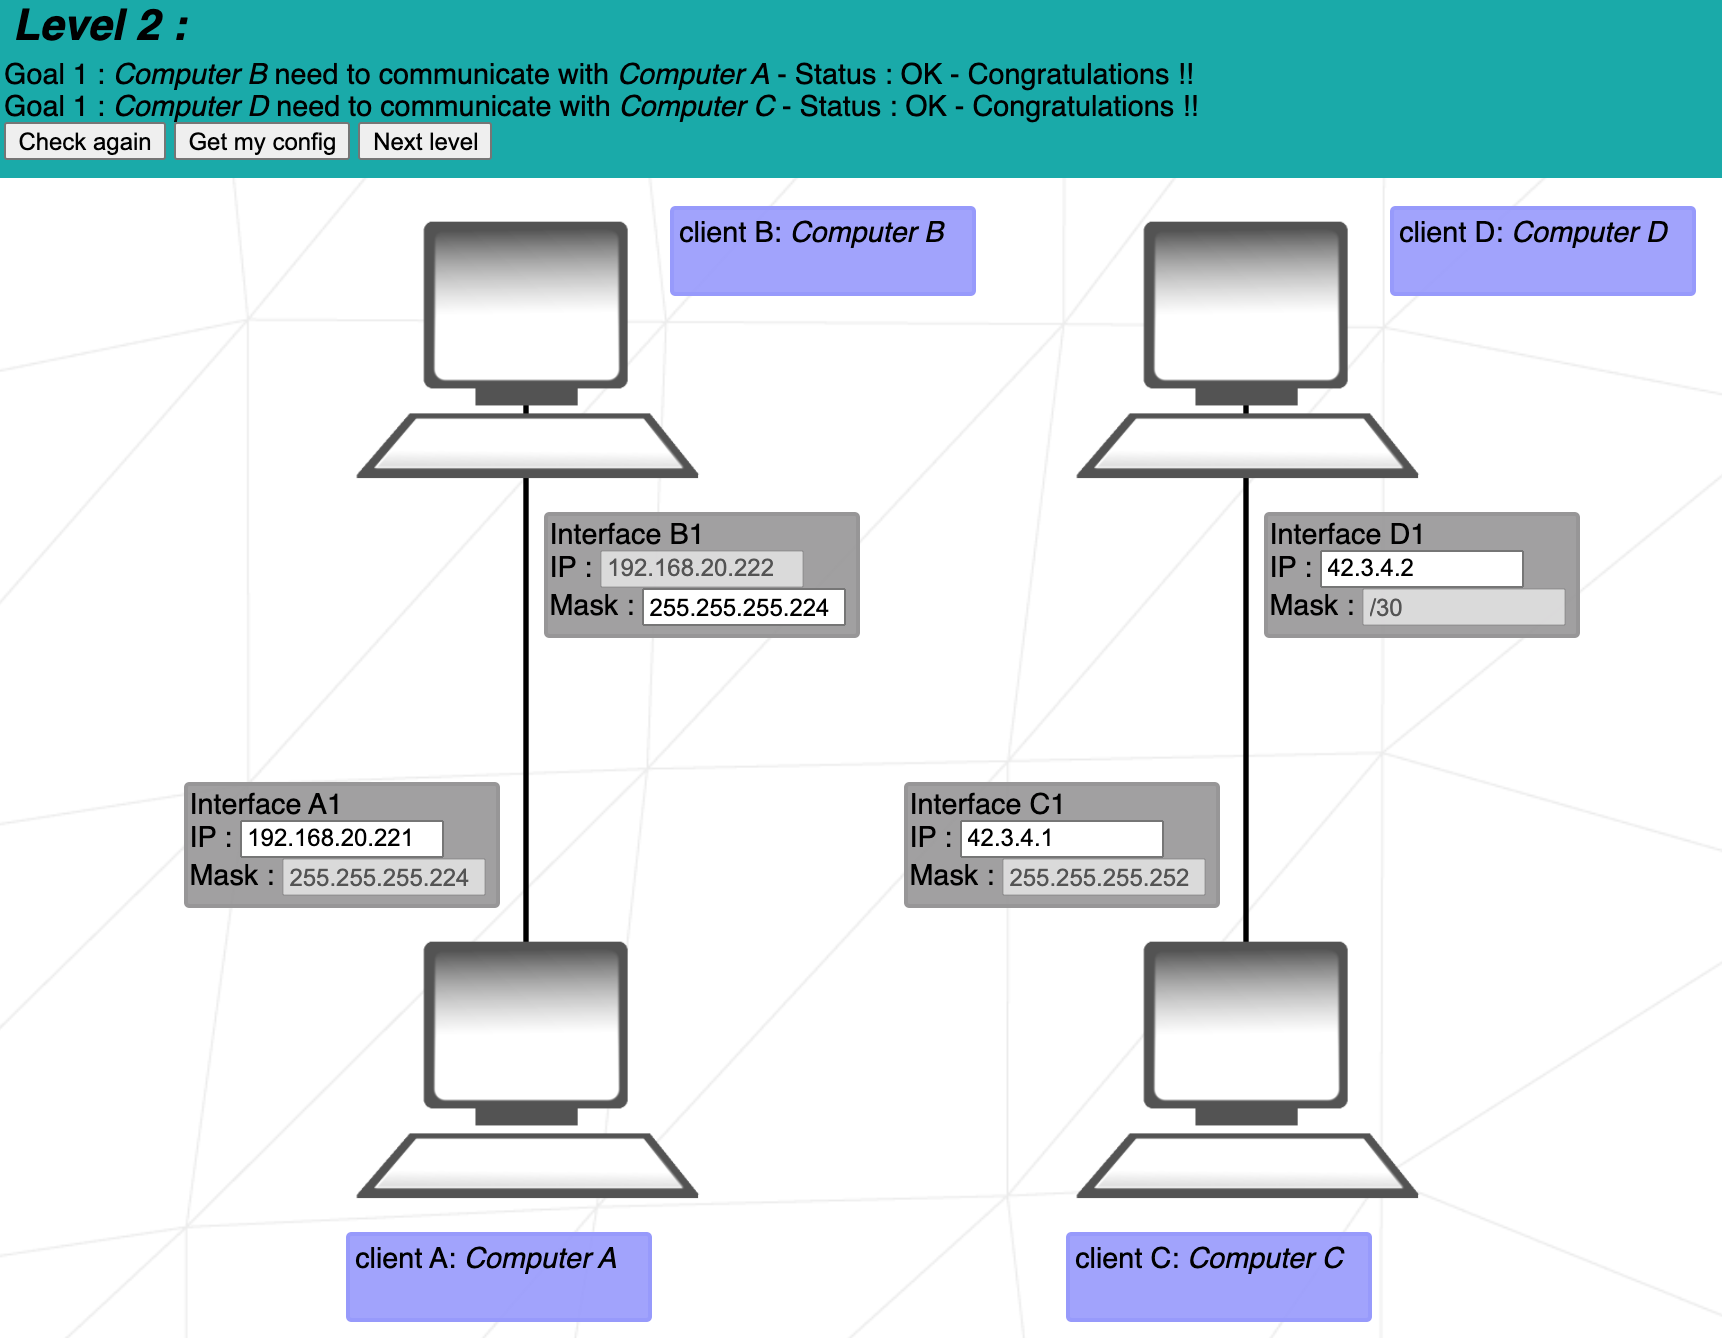 Level 2 :
Goal 1 : Computer B need to communicate with Computer A - Status : OK - Congratulations !!
Goal 1 : Computer D need to communicate with Computer C - Status : OK - Congratulations !!
Check again Get my config Next level
client B: Computer B
client D: Computer D
Interface B1
IP : 192.168.20.222
Mask : 255.255.255.224
Interface D1
IP : 42.3.4.2
Mask : /30
Interface A1
IP : 192.168.20.221
Mask : 255.255.255.224
Interface C1
IP : 42.3.4.1
Mask : 255.255.255.252
client A: Computer A
client C: Computer C